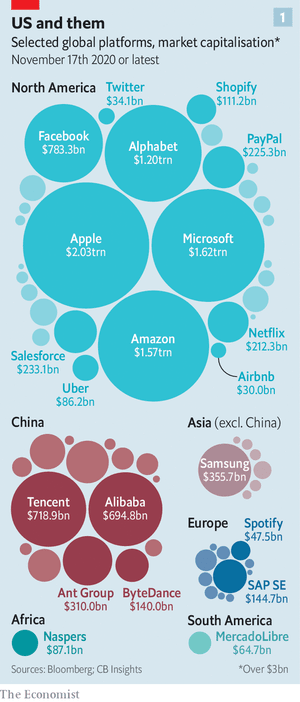 US and them
1
Selected global platforms, market capitalisation*
November 17th 2020 or latest
North America
Twitter
$34.1bn
Shopify
$111.2bn
Facebook
$783.3bn
Alphabet
$1.20trn
PayPal
$225.3bn
Apple
$2.03trn
Microsoft
$1.62trn
Amazon
$1.57trn
Netflix
$212.3bn
Salesforce
$233.1bn
Uber
$86.2bn
Airbnb
$30.0bn
China
Asia (excl. China)
Samsung
$355.7bn
Tencent
$718.9bn
Alibaba
$694.8bn
Europe
Spotify
$47.5bn
SAP SE
$144.7bn
Ant Group
$310.0bn
ByteDance
$140.0bn
Africa
Naspers
$87.1bn
South America
MercadoLibre
$64.7bn
Sources: Bloomberg; CB Insights
*Over $3bn
The Economist